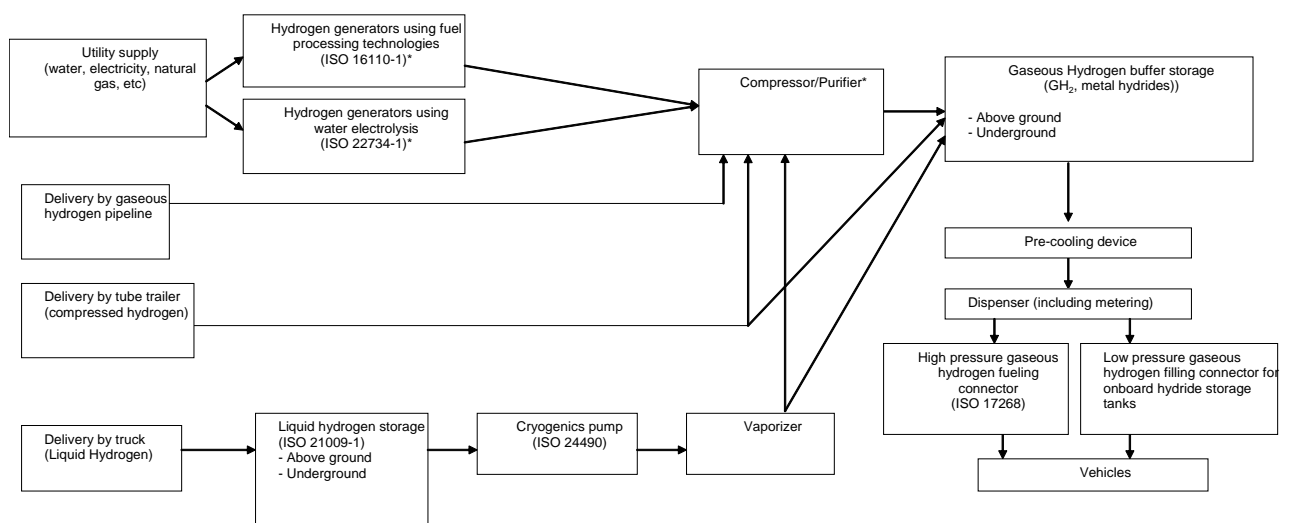 Utility supply
(water, electricity, natural
gas, etc)
Hydrogen generators using fuel
processing technologies
(ISO 16110-1)*
Hydrogen generators using
water electrolysis
(ISO 22734-1)*
Compressor/Purifier*
Gaseous Hydrogen buffer storage
(GH₂, metal hydrides))
- Above ground
- Underground
Delivery by gaseous
hydrogen pipeline
Pre-cooling device
Delivery by tube trailer
(compressed hydrogen)
Dispenser (including metering)
High pressure gaseous
hydrogen fueling
connector
(ISO 17268)
Low pressure gaseous
hydrogen filling connector for
onboard hydride storage
tanks
Delivery by truck
(Liquid Hydrogen)
Liquid hydrogen storage
(ISO 21009-1)
- Above ground
- Underground
Cryogenics pump
(ISO 24490)
Vaporizer
Vehicles